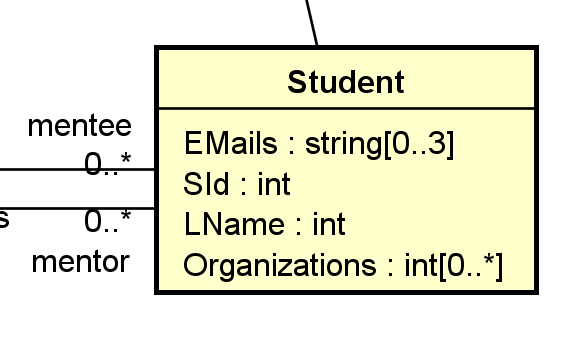 Student
mentee
0..*
EMails : string[0..3]
SId : int
LName : int
0..*
s
mentor
Organizations : int[0..*]